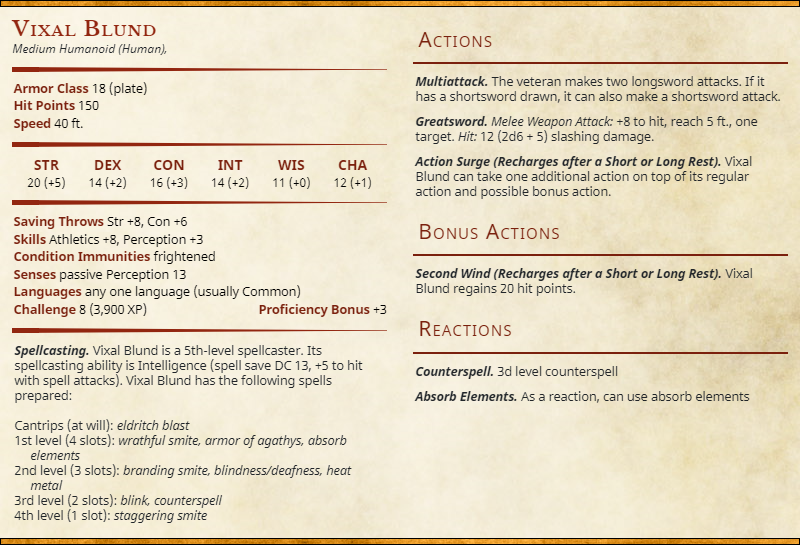 Vixal Blund
Medium Humanoid (Human),
Armor Class 18 (plate)
Hit Points 150
Speed 40 ft.
STR DEX CON INT WIS CHA
20 (+5) 14 (+2) 16 (+3) 14 (+2) 11 (+0) 12 (+1)
Saving Throws Str +8, Con +6
Skills Athletics +8, Perception +3
Condition Immunities frightened
Senses passive Perception 13
Languages any one language (usually Common)
Challenge 8 (3,900 XP) Proficiency Bonus +3
Spellcasting. Vixal Blund is a 5th-level spellcaster. Its
spellcasting ability is Intelligence (spell save DC 13, +5 to hit
with spell attacks). Vixal Blund has the following spells
prepared:
Cantrips (at will): eldritch blast
1st level (4 slots): wrathful smite, armor of agathys, absorb
elements
2nd level (3 slots): branding smite, blindness/deafness, heat
metal
3rd level (2 slots): blink, counterspell
4th level (1 slot): staggering smite
Actions
Multiattack. The veteran makes two longsword attacks. If it
has a shortsword drawn, it can also make a shortsword attack.
Greatsword. Melee Weapon Attack: +8 to hit, reach 5 ft., one
target. Hit: 12 (2d6 + 5) slashing damage.
Action Surge (Recharges after a Short or Long Rest). Vixal
Blund can take one additional action on top of its regular
action and possible bonus action.
Bonus Actions
Second Wind (Recharges after a Short or Long Rest). Vixal
Blund regains 20 hit points.
Reactions
Counterspell. 3d level counterspell
Absorb Elements. As a reaction, can use absorb elements